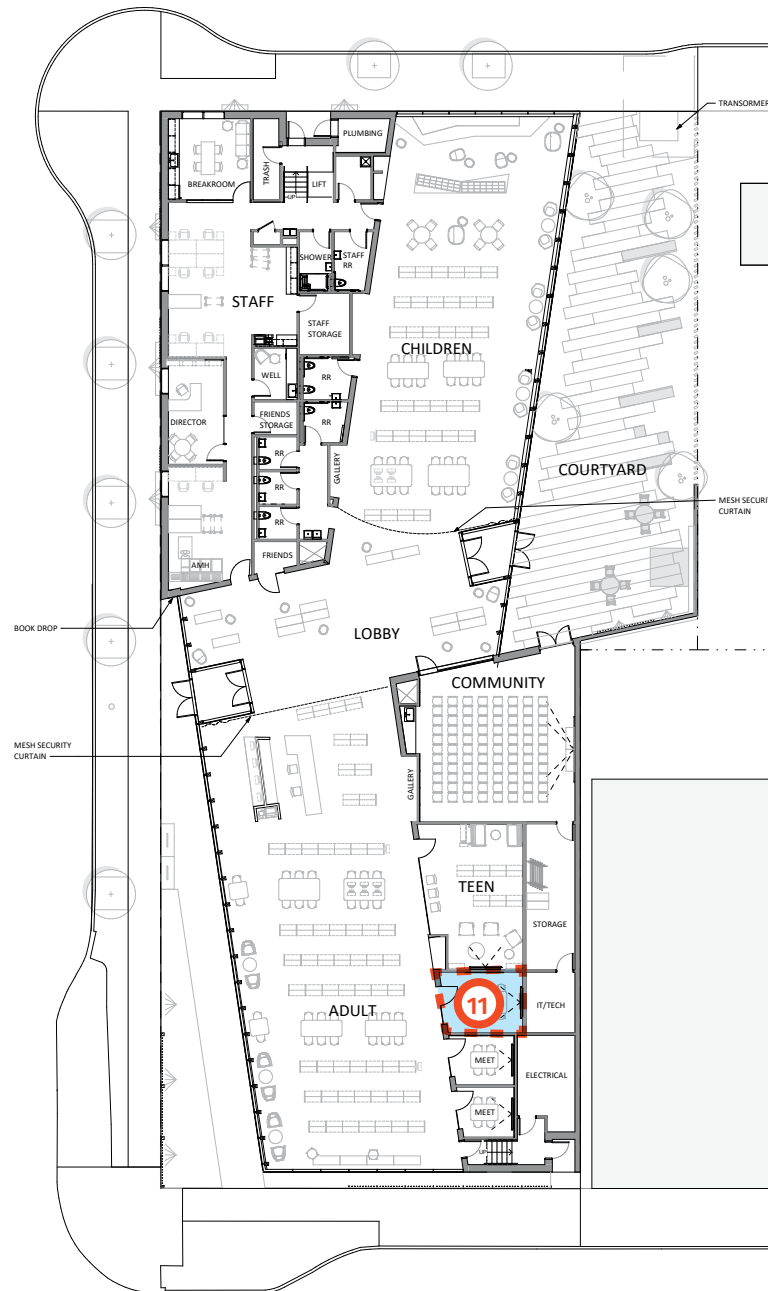 TRANSORMER
PLUMBING
TRASH
BREAKROOM
UP
LIFT
SHOWER
STAFF
RR
STAFF
STAFF
STORAGE
CHILDREN
WELL
RR
DIRECTOR
FRIENDS
STORAGE
RR
RR
GALLERY
COURTYARD
RR
MESH SECURIT
CURTAIN
RR
FRIENDS
AMH
BOOK DROP
LOBBY
COMMUNITY
MESH SECURITY
CURTAIN
GALLERY
TEEN
STORAGE
11
IT/TECH
ADULT
MEET
ELECTRICAL
MEET
UP